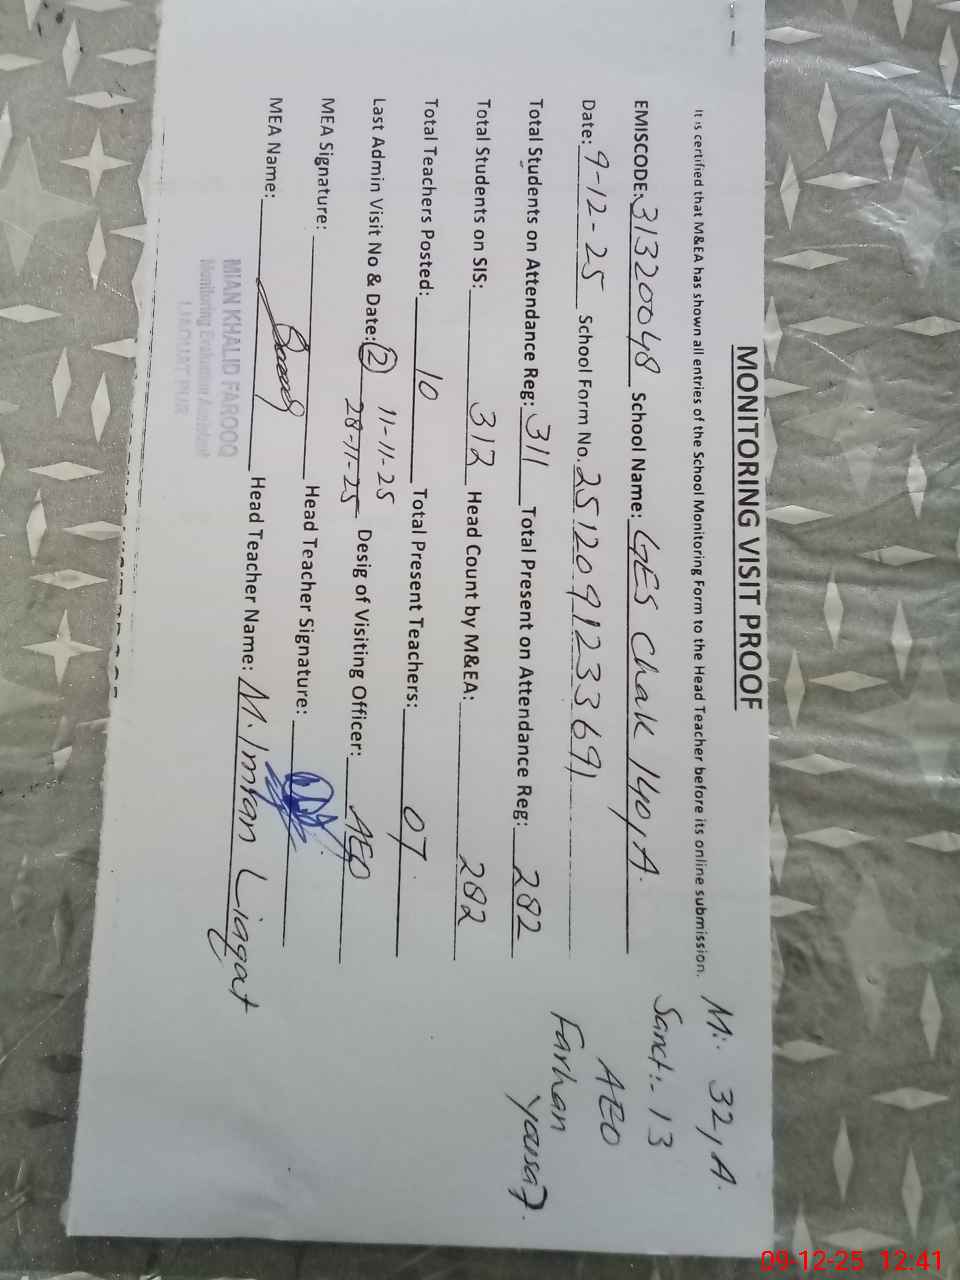 MONITORING VISIT PROOF
It is certified that M&EA has shown all entries of the School Monitoring Form to the Head Teacher before its online submission.
EMISCODE: 31320048 School Name: GES Chak 140,A.
Date: 9-12-25 School Form No. 2512091233691
Total Students on Attendance Reg: 311 Total Present on Attendance Reg: 282
Total Students on SIS: 312 Head Count by M&EA: 282
Total Teachers Posted: 10 Total Present Teachers: 07
Last Admin Visit No & Date: (2) 11-11-25
28-11-25 Desig of Visiting Officer: AEO
MEA Signature: Head Teacher Signature:
MEA Name: Head Teacher Name: M. Imran Liaqat
MIAN KHALID FAROOQ
Monitoring Evaluation Assistant
LIAQUAT PUR
M:. 32, A.
Sanct:. 13
AEO
Farhan
Yousaf.
09-12-25 12:41